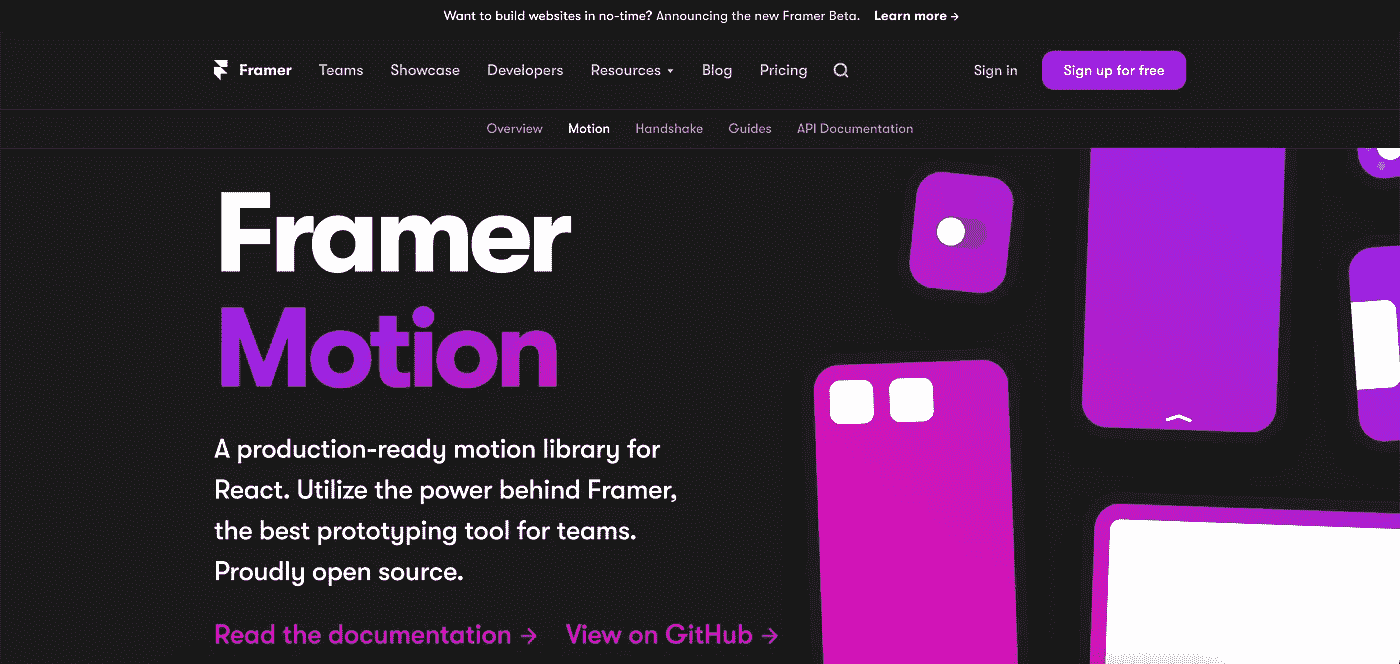 Want to build websites in no-time? Announcing the new Framer Beta. Learn more →
Framer Teams Showcase Developers Resources Blog Pricing Sign in Sign up for free
Overview Motion Handshake Guides API Documentation
Framer
Motion
A production-ready motion library for
React. Utilize the power behind Framer,
the best prototyping tool for teams.
Proudly open source.
Read the documentation → View on GitHub →